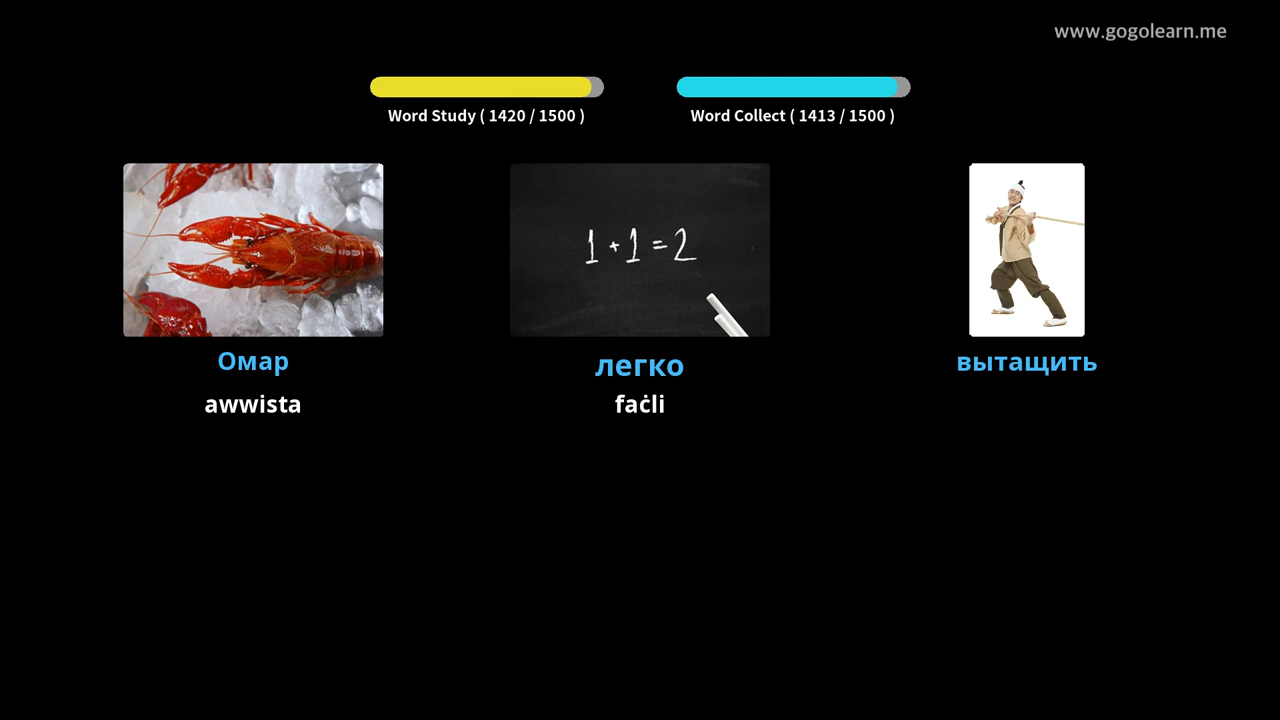 www.gogolearn.me
Word Study ( 1420 / 1500 )
Word Collect ( 1413 / 1500 )
1 + 1 = 2
Омар
легко
вытащить
awwista
faċli